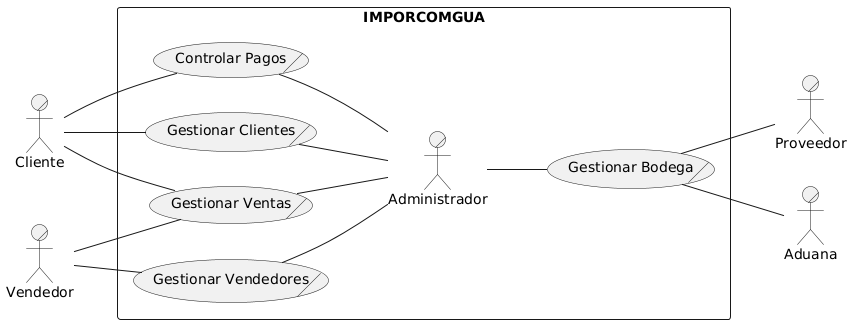 IMPORCOMGUA
Controlar Pagos
Gestionar Clientes
Cliente
Gestionar Ventas
Vendedor
Gestionar Vendedores
Administrador
Gestionar Bodega
Proveedor
Aduana